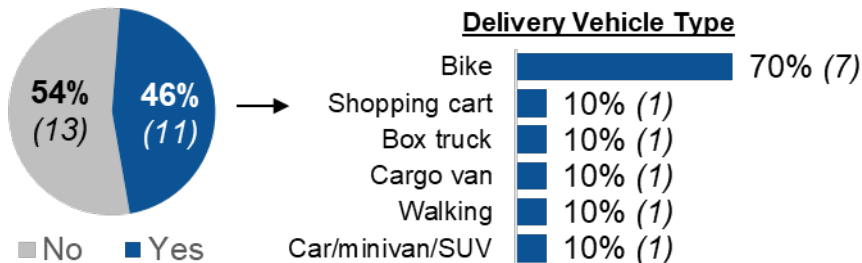 Delivery Vehicle Type
54%
(13)
46%
(11)
No
Yes
Bike 70% (7)
Shopping cart 10% (1)
Box truck 10% (1)
Cargo van 10% (1)
Walking 10% (1)
Car/minivan/SUV 10% (1)